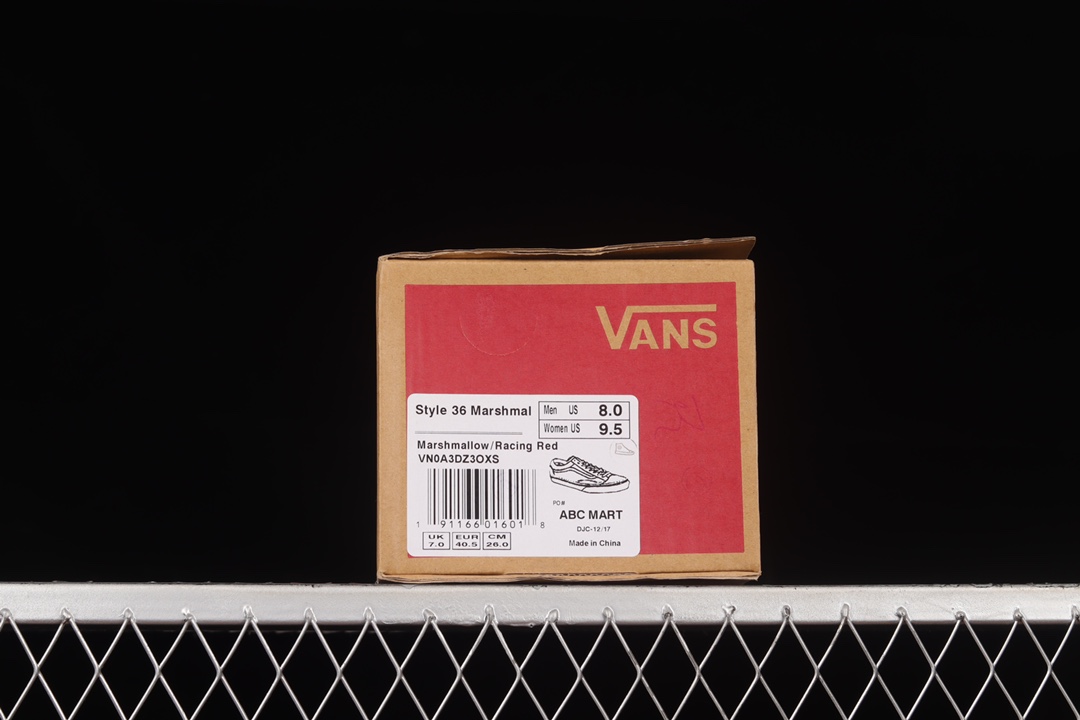 VANS
Style 36 Marshmal
Men US 8.0
Women US 9.5
Marshmallow/Racing Red
VN0A3DZ3OXS
1 91166 01601 8
PO#
ABC MART
DJC-12/17
Made in China
UK EUR CM
7.0 40.5 26.0